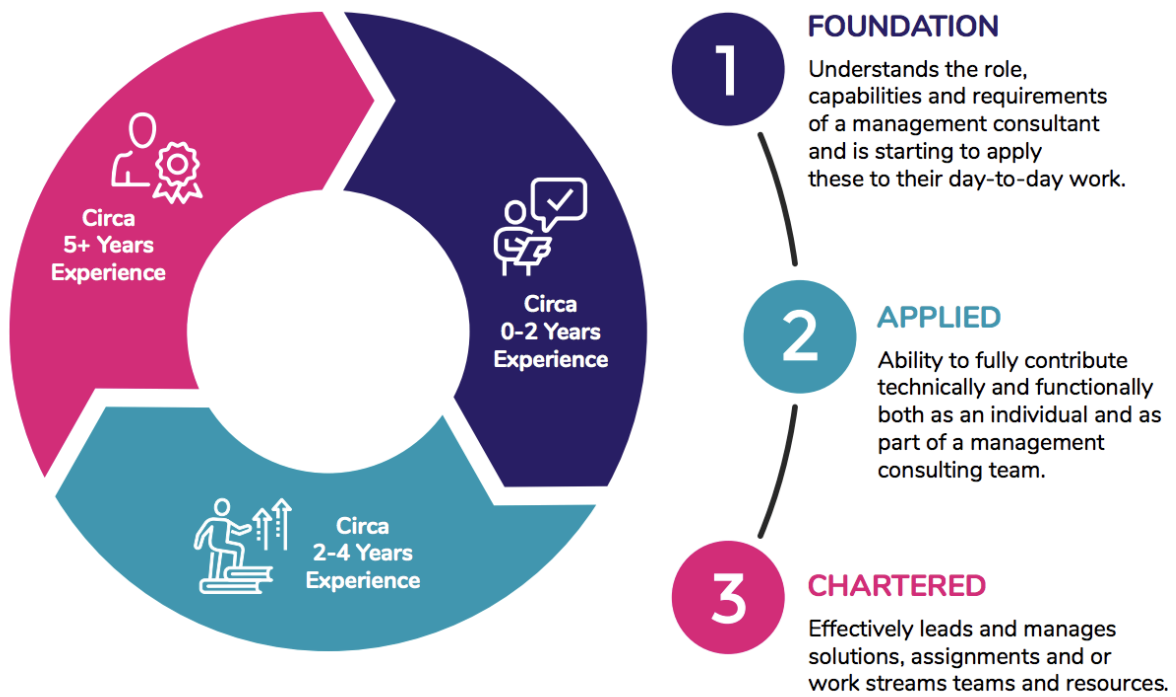 Circa
5+ Years
Experience
Circa
0-2 Years
Experience
Circa
2-4 Years
Experience
1
FOUNDATION
Understands the role,
capabilities and requirements
of a management consultant
and is starting to apply
these to their day-to-day work.
2
APPLIED
Ability to fully contribute
technically and functionally
both as an individual and as
part of a management
consulting team.
3
CHARTERED
Effectively leads and manages
solutions, assignments and or
work streams teams and resources.